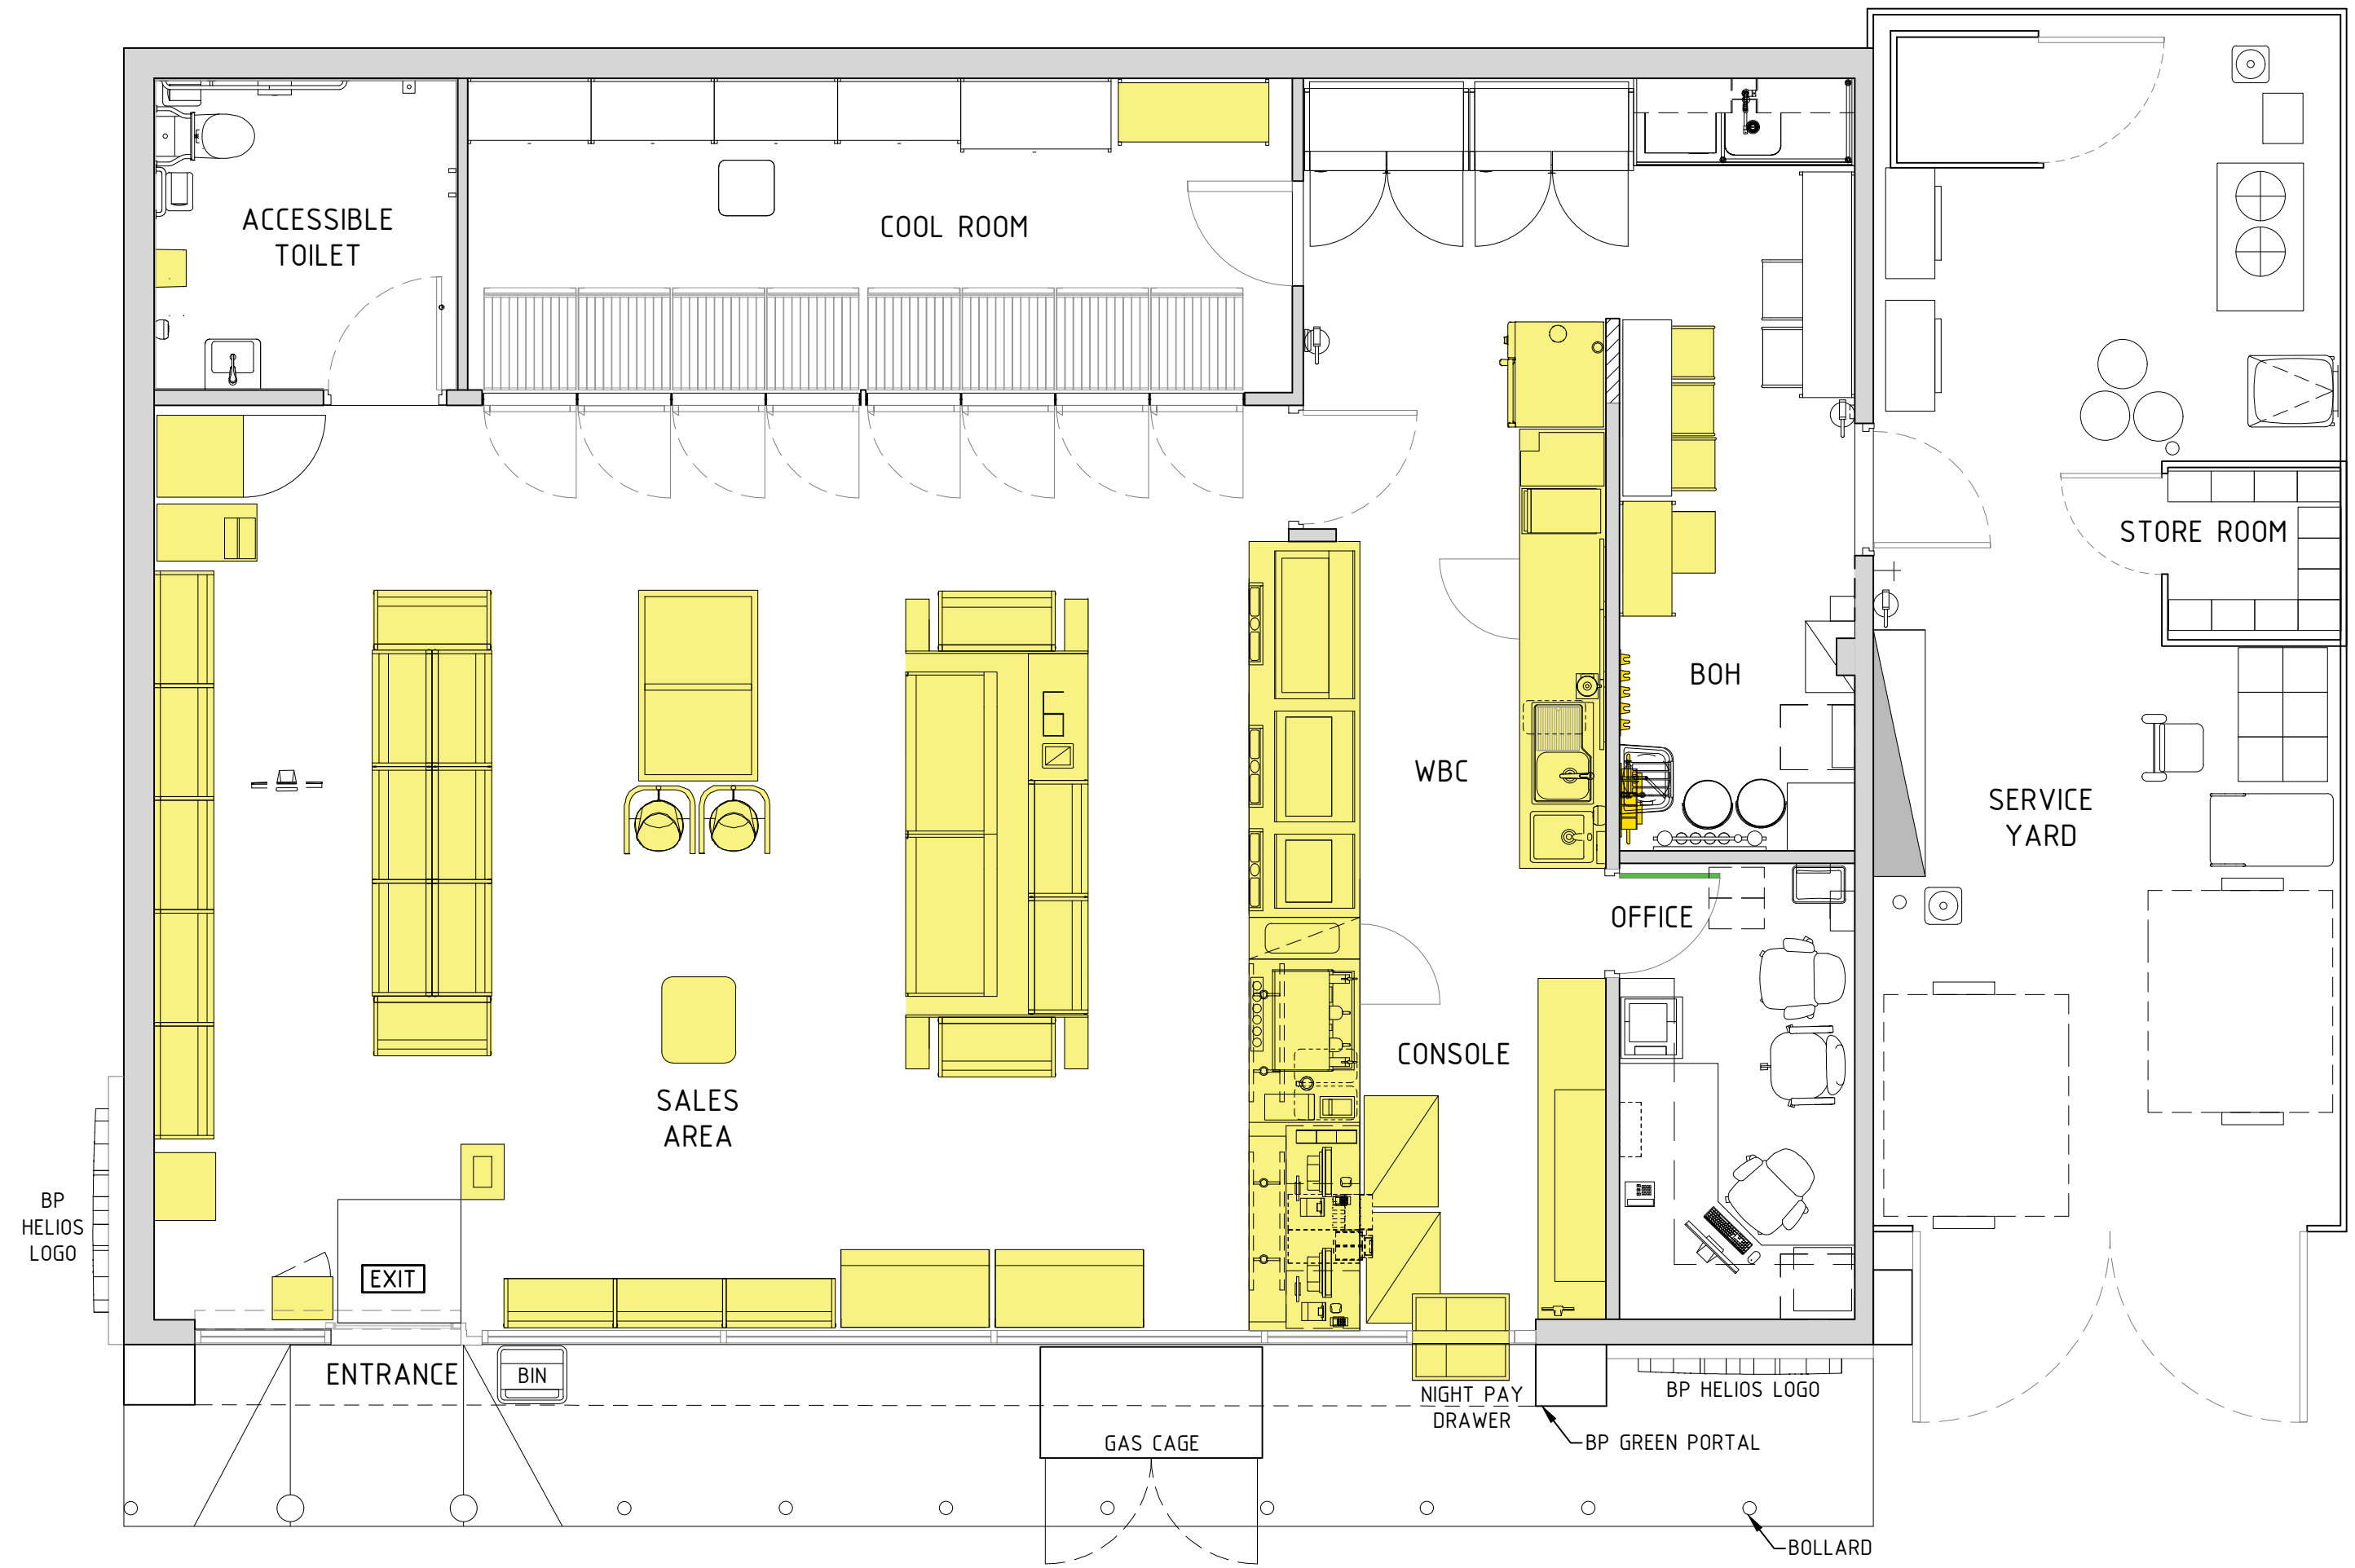 ACCESSIBLE
TOILET
COOL ROOM
STORE ROOM
BOH
WBC
SERVICE
YARD
OFFICE
CONSOLE
SALES
AREA
BP
HELIOS
LOGO
EXIT
ENTRANCE
BIN
NIGHT PAY
DRAWER
BP HELIOS LOGO
GAS CAGE
BP GREEN PORTAL
BOLLARD